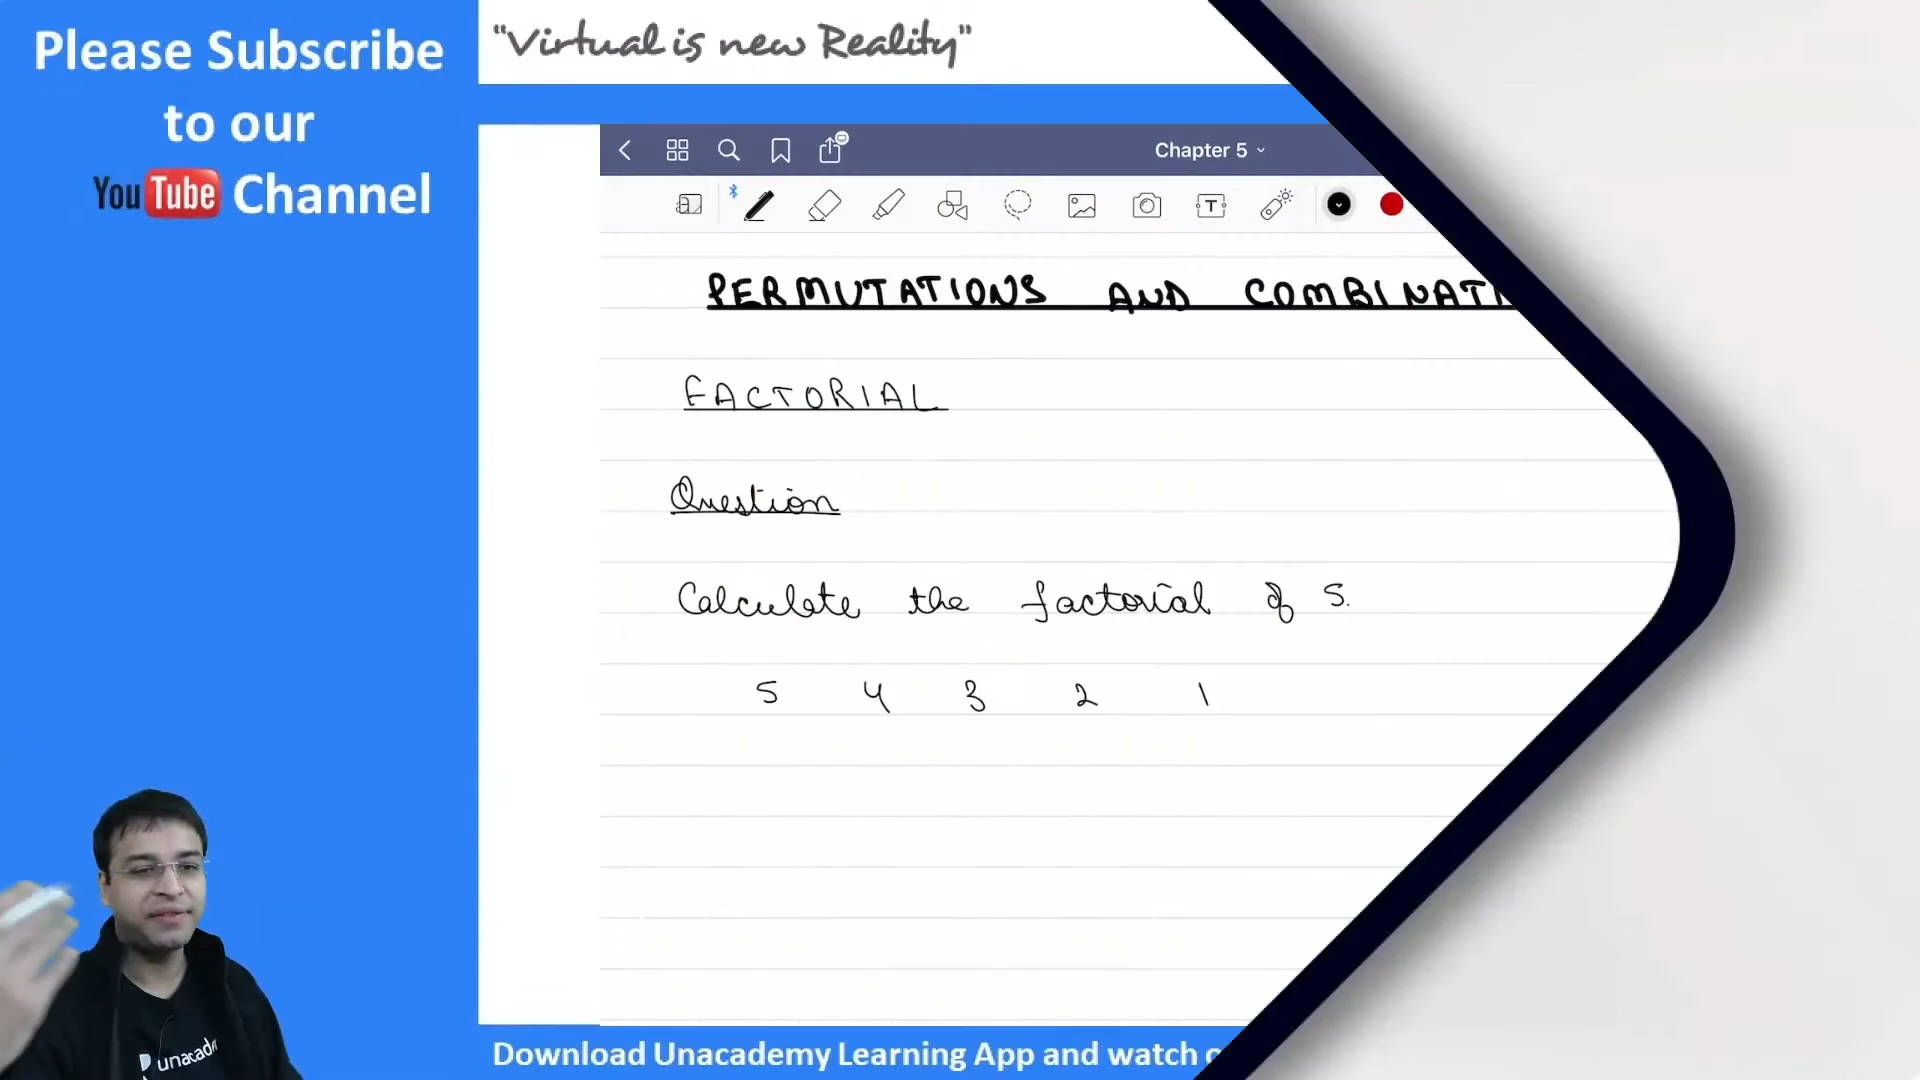 Please Subscribe
to our
YouTube Channel
"Virtual is new Reality"
Chapter 5
T
PERMUTATIONS AND COMBINAT
FACTORIAL
Question
Calculate the factorial of 5.
5 4 3 2 1
unacade
Download Unacademy Learning App and watch